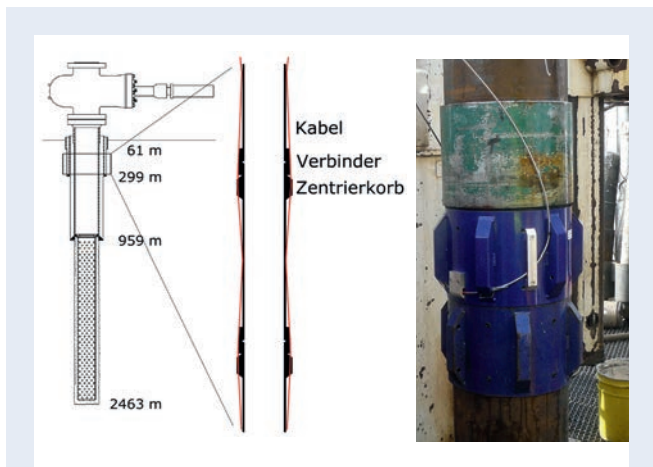 Kabel
61 m
Verbinder
299 m
Zentrierkorb
959 m
2463 m